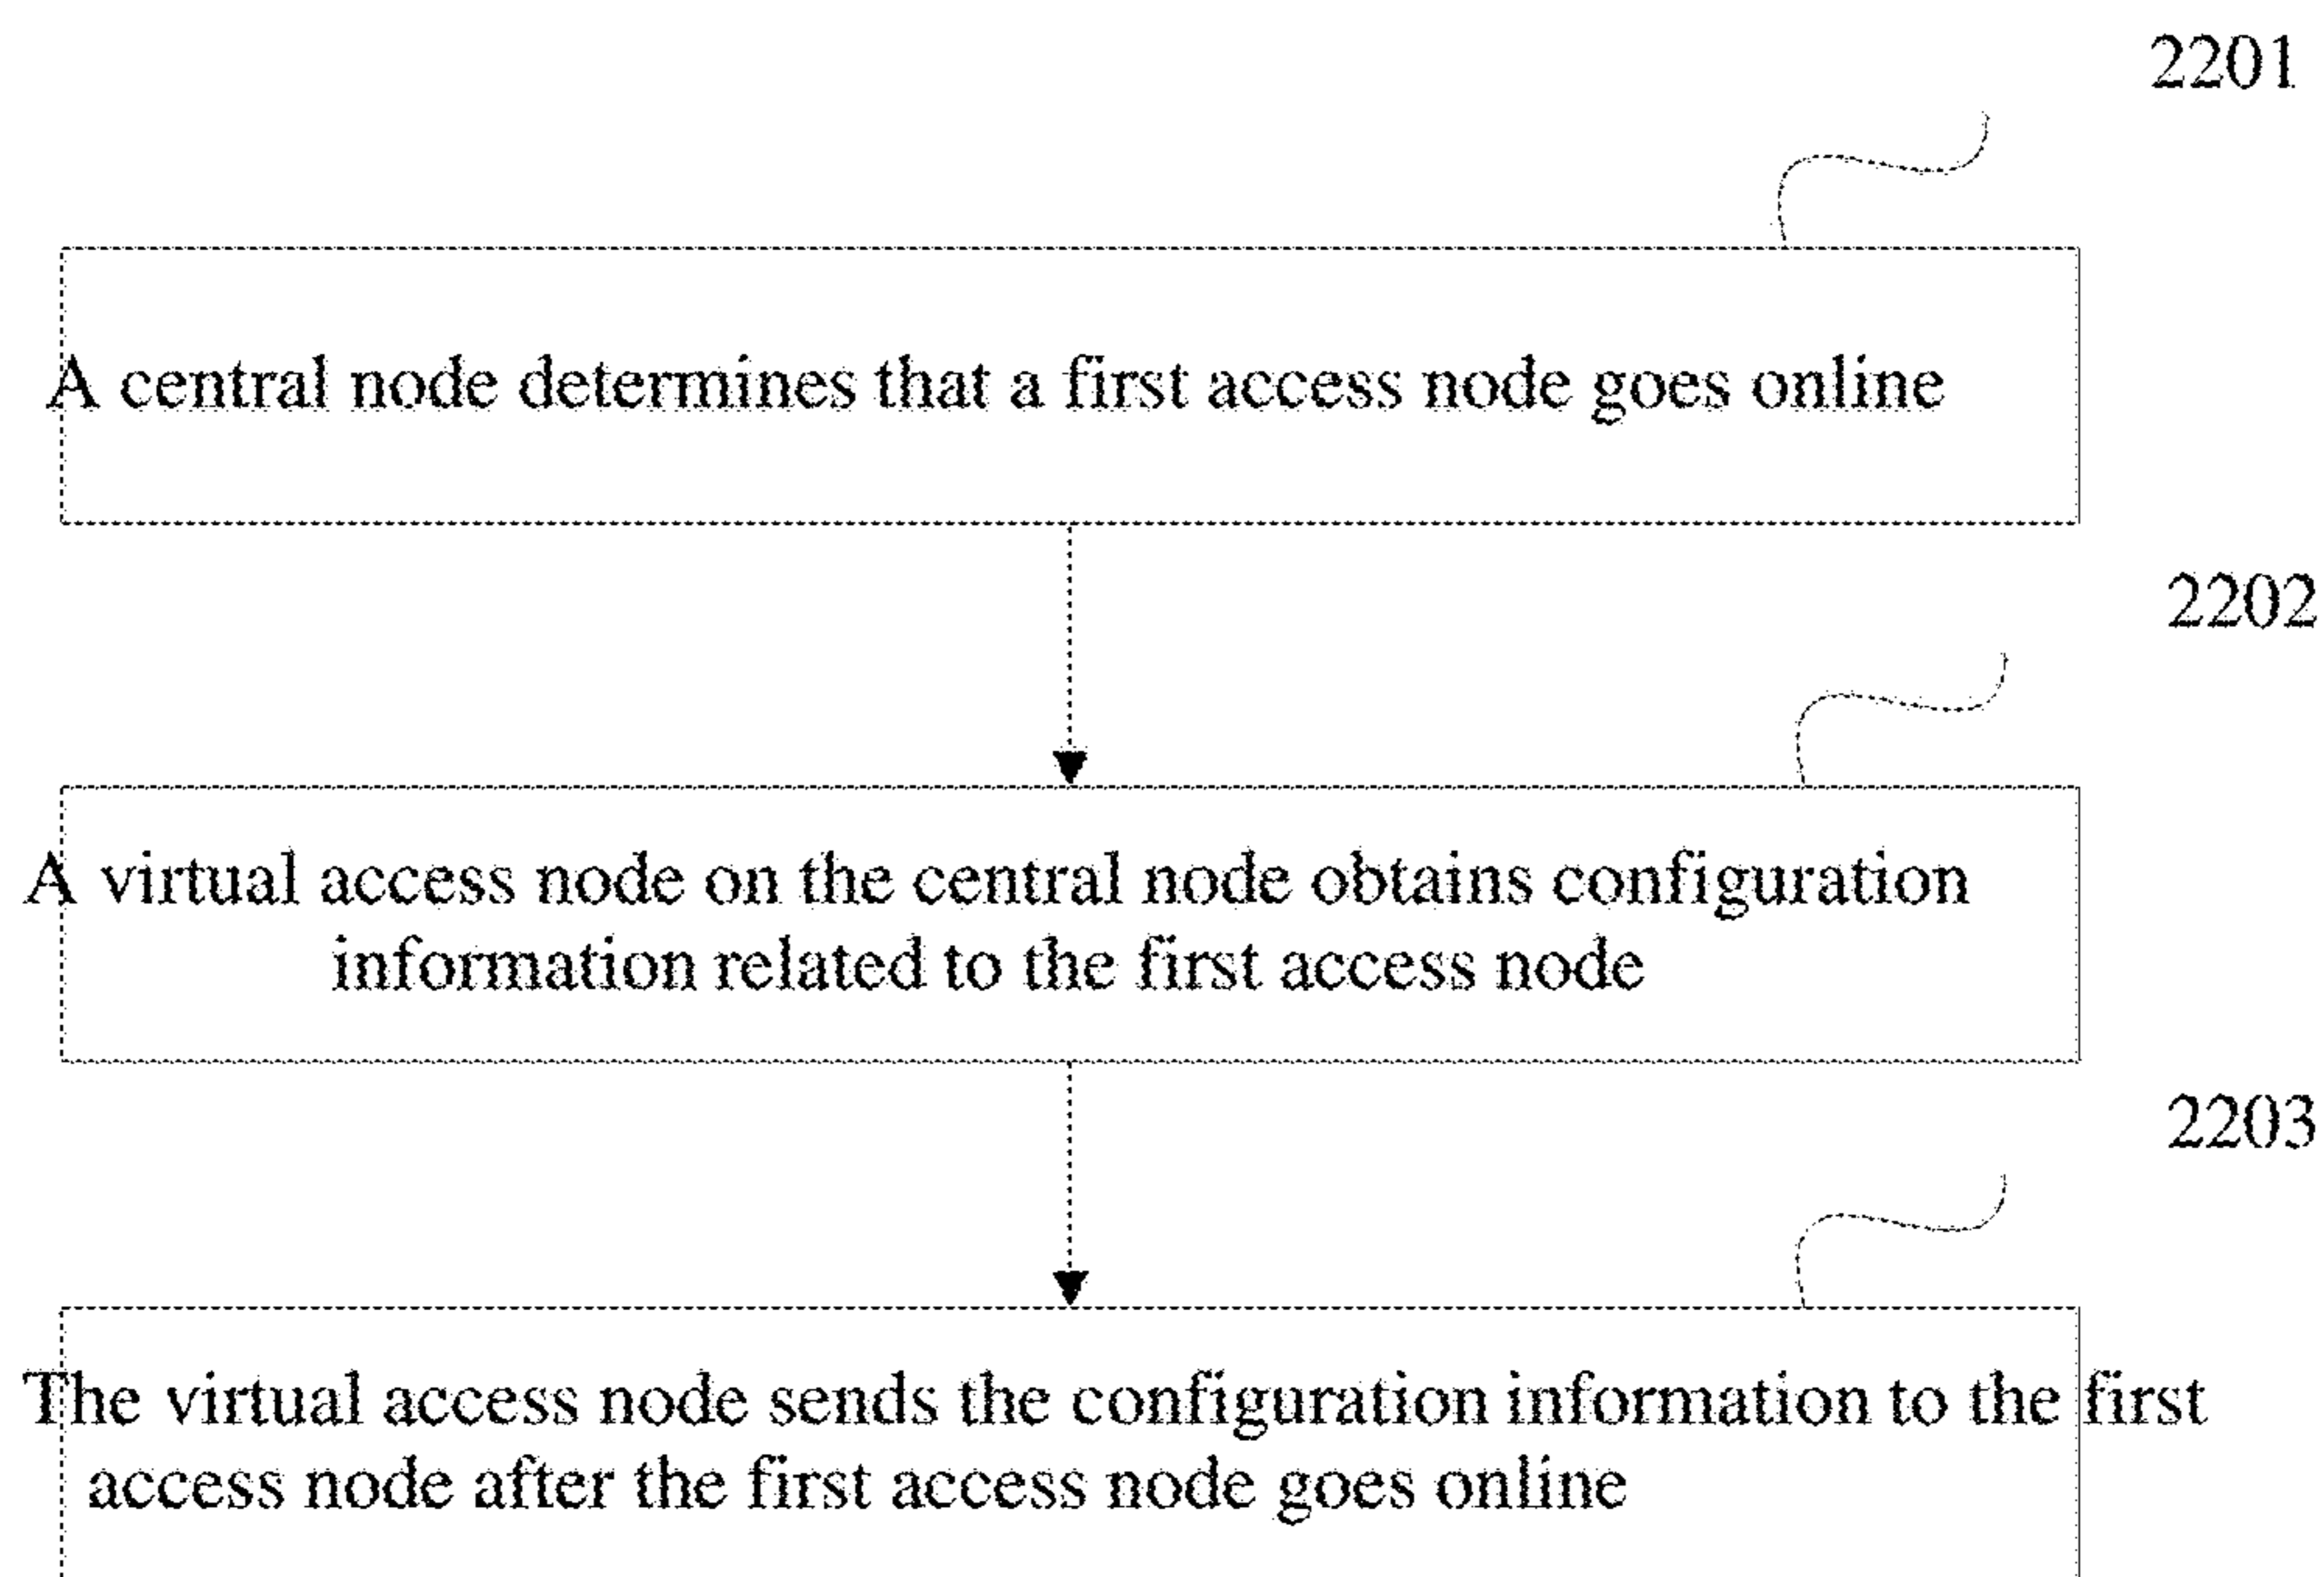 2201
A central node determines that a first access node goes online
2202
A virtual access node on the central node obtains configuration
information related to the first access node
2203
The virtual access node sends the configuration information to the first
access node after the first access node goes online